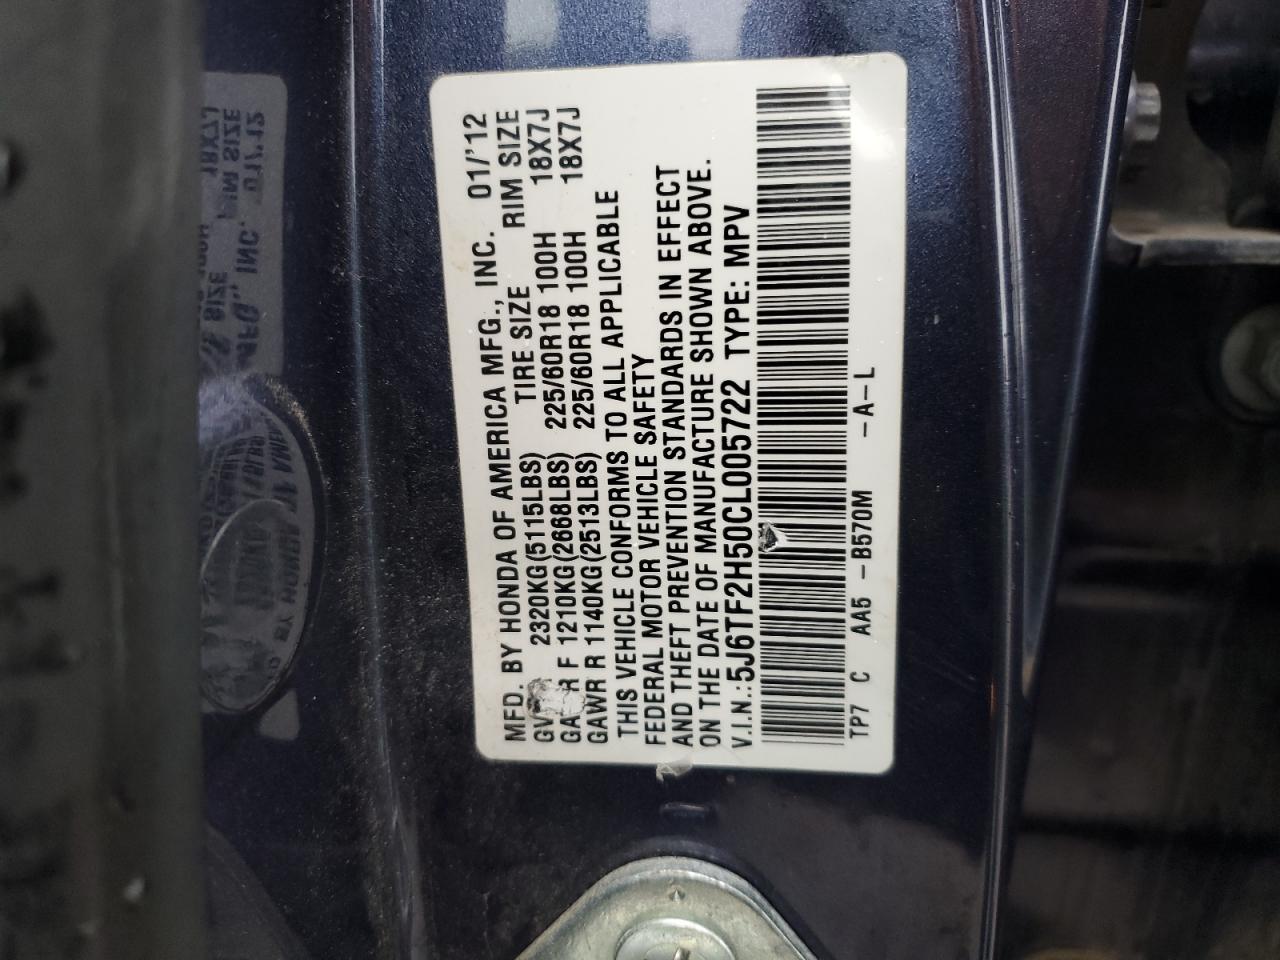 MFD. BY HONDA OF AMERICA MFG., INC. 01/'12
GV 2320KG(5115LBS) TIRE SIZE RIM SIZE
GA R F 1210KG(2668LBS) 225/60R18 100H 18X7J
GAWR R 1140KG(2513LBS) 225/60R18 100H 18X7J
THIS VEHICLE CONFORMS TO ALL APPLICABLE
FEDERAL MOTOR VEHICLE SAFETY
AND THEFT PREVENTION STANDARDS IN EFFECT
ON THE DATE OF MANUFACTURE SHOWN ABOVE.
V.I.N.: 5J6TF2H50CL005722 TYPE: MPV
TP7 C AA5 -B570M -A-L